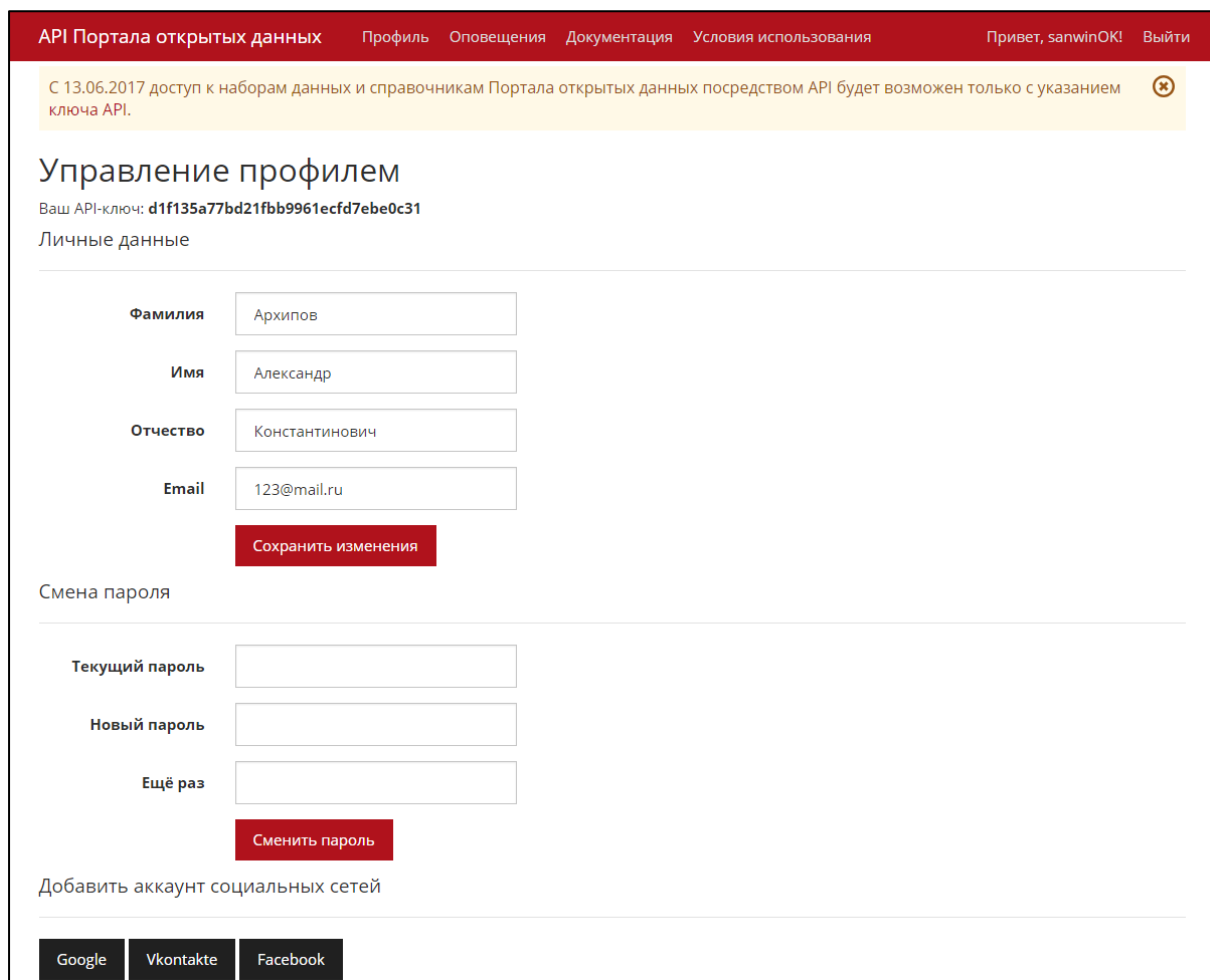 API Портала открытых данных Профиль Оповещения Документация Условия использования Привет, sanwinOK! Выйти
С 13.06.2017 доступ к наборам данных и справочникам Портала открытых данных посредством API будет возможен только с указанием
ключа API.
Управление профилем
Ваш API-ключ: d1f135a77bd21fbb9961ecfd7ebe0c31
Личные данные
Фамилия Архипов
Имя Александр
Отчество Константинович
Email 123@mail.ru
Сохранить изменения
Смена пароля
Текущий пароль
Новый пароль
Ещё раз
Сменить пароль
Добавить аккаунт социальных сетей
Google Vkontakte Facebook